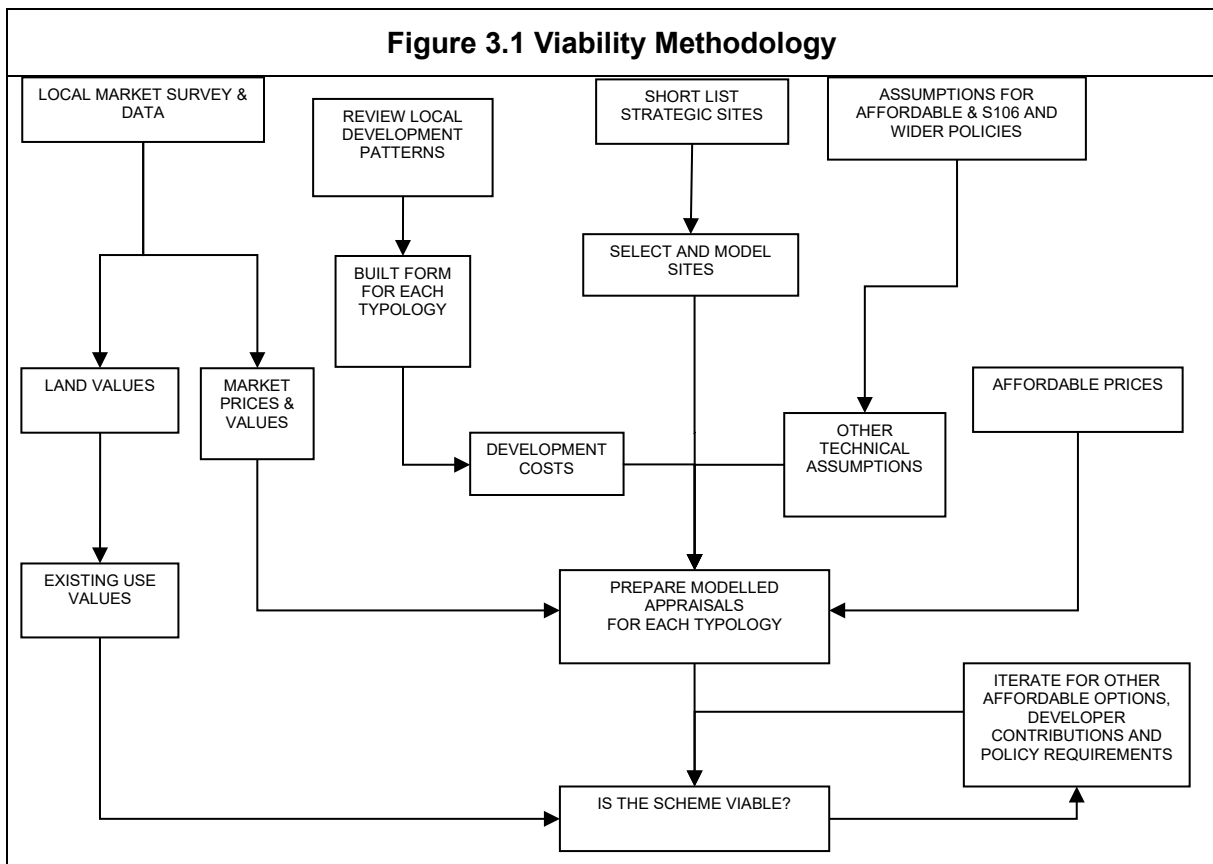 Figure 3.1 Viability Methodology
LOCAL MARKET SURVEY &
DATA
REVIEW LOCAL
DEVELOPMENT
PATTERNS
SHORT LIST
STRATEGIC SITES
ASSUMPTIONS FOR
AFFORDABLE & S106 AND
WIDER POLICIES
BUILT FORM
FOR EACH
TYPOLOGY
SELECT AND MODEL
SITES
LAND VALUES
MARKET
PRICES &
VALUES
AFFORDABLE PRICES
DEVELOPMENT
COSTS
OTHER
TECHNICAL
ASSUMPTIONS
EXISTING USE
VALUES
PREPARE MODELLED
APPRAISALS
FOR EACH TYPOLOGY
ITERATE FOR OTHER
AFFORDABLE OPTIONS,
DEVELOPER
CONTRIBUTIONS AND
POLICY REQUIREMENTS
IS THE SCHEME VIABLE?